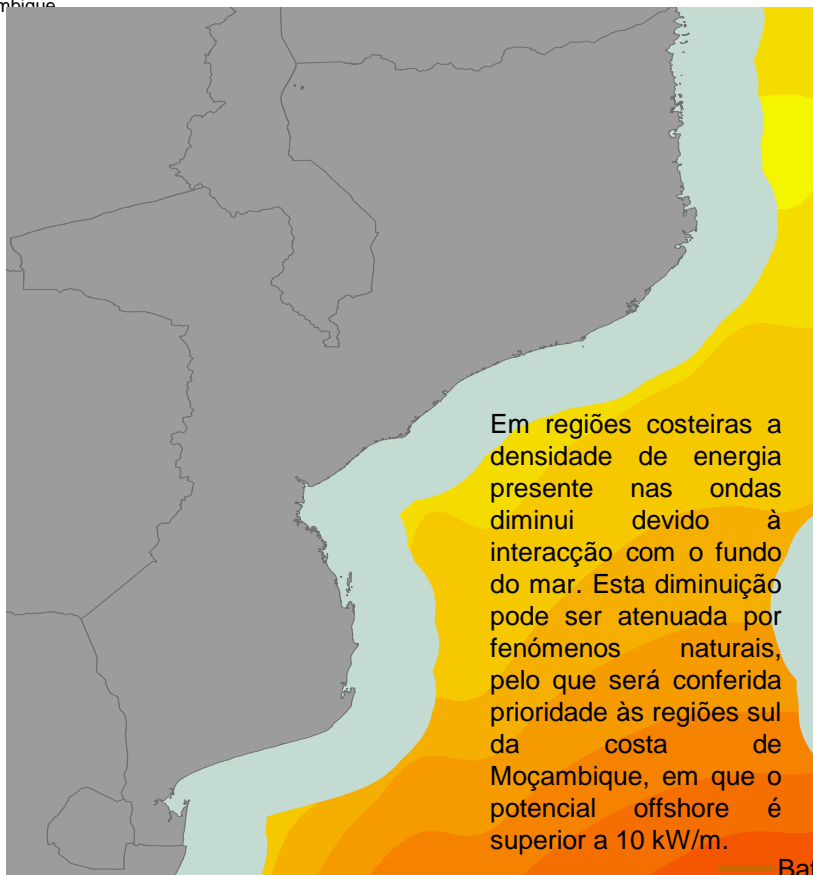 mbique
Em regiões costeiras a
densidade de energia
presente nas ondas
diminui devido à
interacção com o fundo
do mar. Esta diminuição
pode ser atenuada por
fenómenos naturais,
pelo que será conferida
prioridade às regiões sul
da costa de
Moçambique, em que o
potencial offshore é
superior a 10 kW/m.
Bat